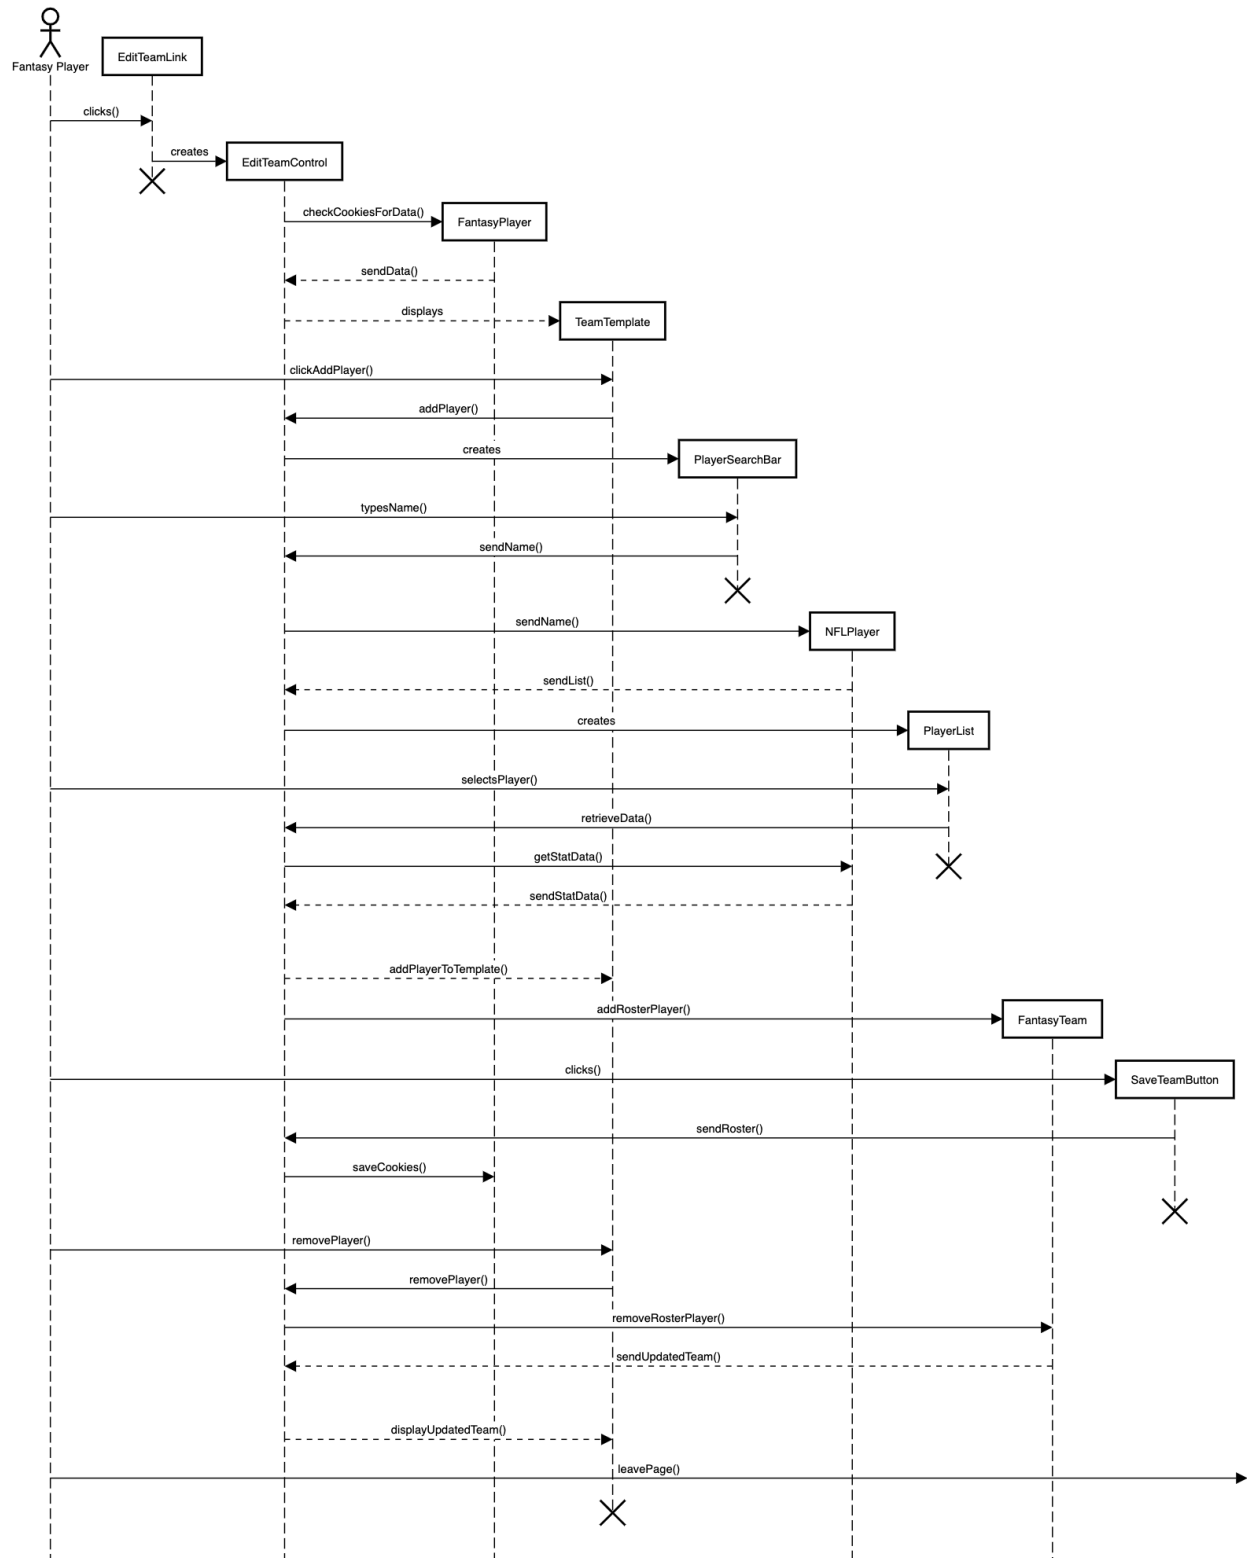 Fantasy Player
EditTeamLink
clicks()
creates
EditTeamControl
checkCookiesForData()
FantasyPlayer
sendData()
displays
TeamTemplate
clickAddPlayer()
addPlayer()
creates
PlayerSearchBar
typesName()
sendName()
sendName()
NFLPlayer
sendList()
creates
PlayerList
selectsPlayer()
retrieveData()
getStatData()
sendStatData()
addPlayerToTemplate()
addRosterPlayer()
FantasyTeam
clicks()
SaveTeamButton
sendRoster()
saveCookies()
removePlayer()
removePlayer()
removeRosterPlayer()
sendUpdatedTeam()
displayUpdatedTeam()
leavePage()